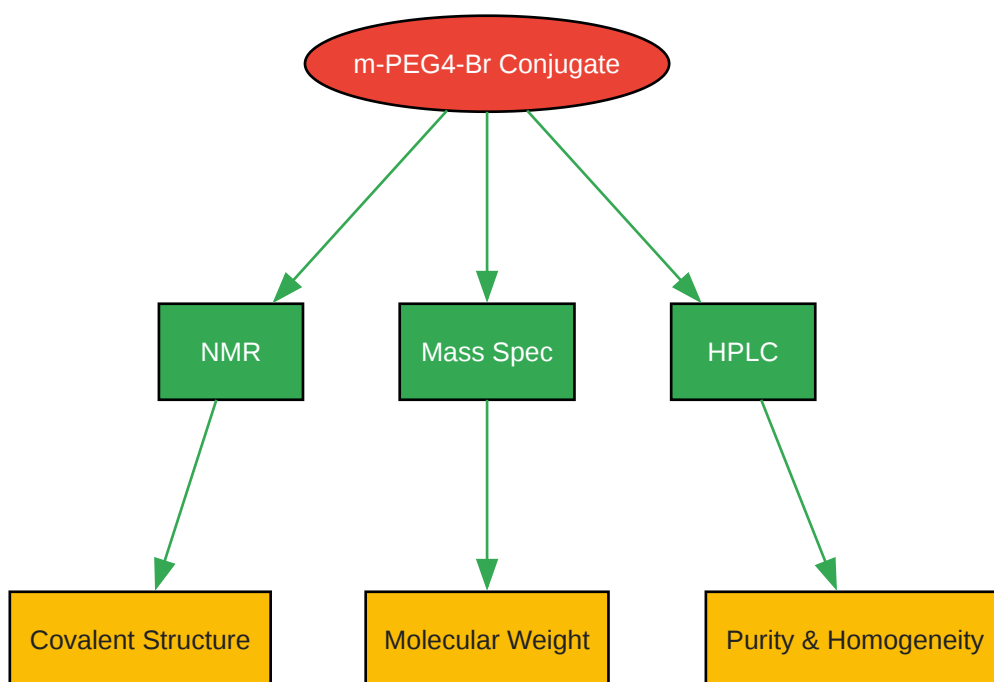 m-PEG4-Br Conjugate
NMR
Mass Spec
HPLC
Covalent Structure
Molecular Weight
Purity & Homogeneity